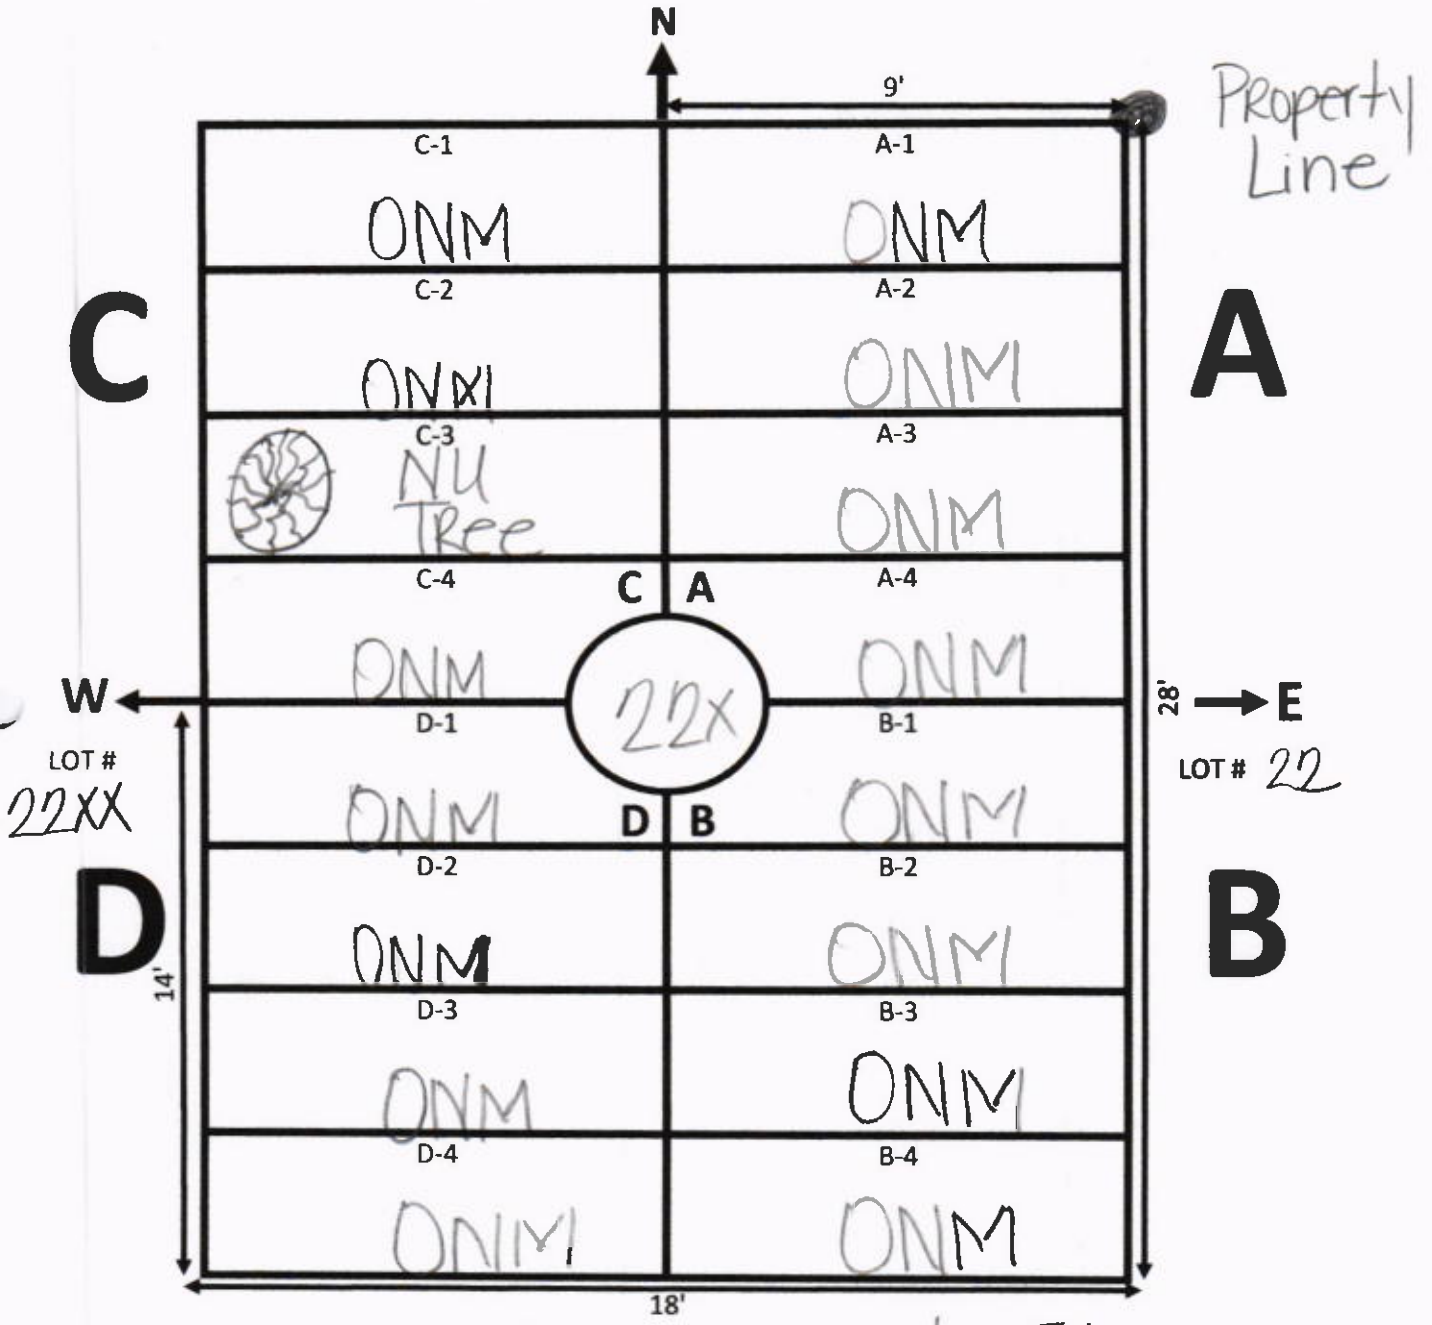 N
9'
Property
Line
C-1
A-1
ONM
ONM
C-2
A-2
C
A
ONM
ONM
C-3
A-3
NU
Tree
ONM
C-4
C
A
A-4
ONM
ONM
W
22X
28'
E
D-1
B-1
LOT #
22XX
LOT # 22
ONM
D
B
ONM
D-2
B-2
D
B
14'
ONM
ONM
D-3
B-3
ONM
ONM
D-4
B-4
ONM
ONM
18'